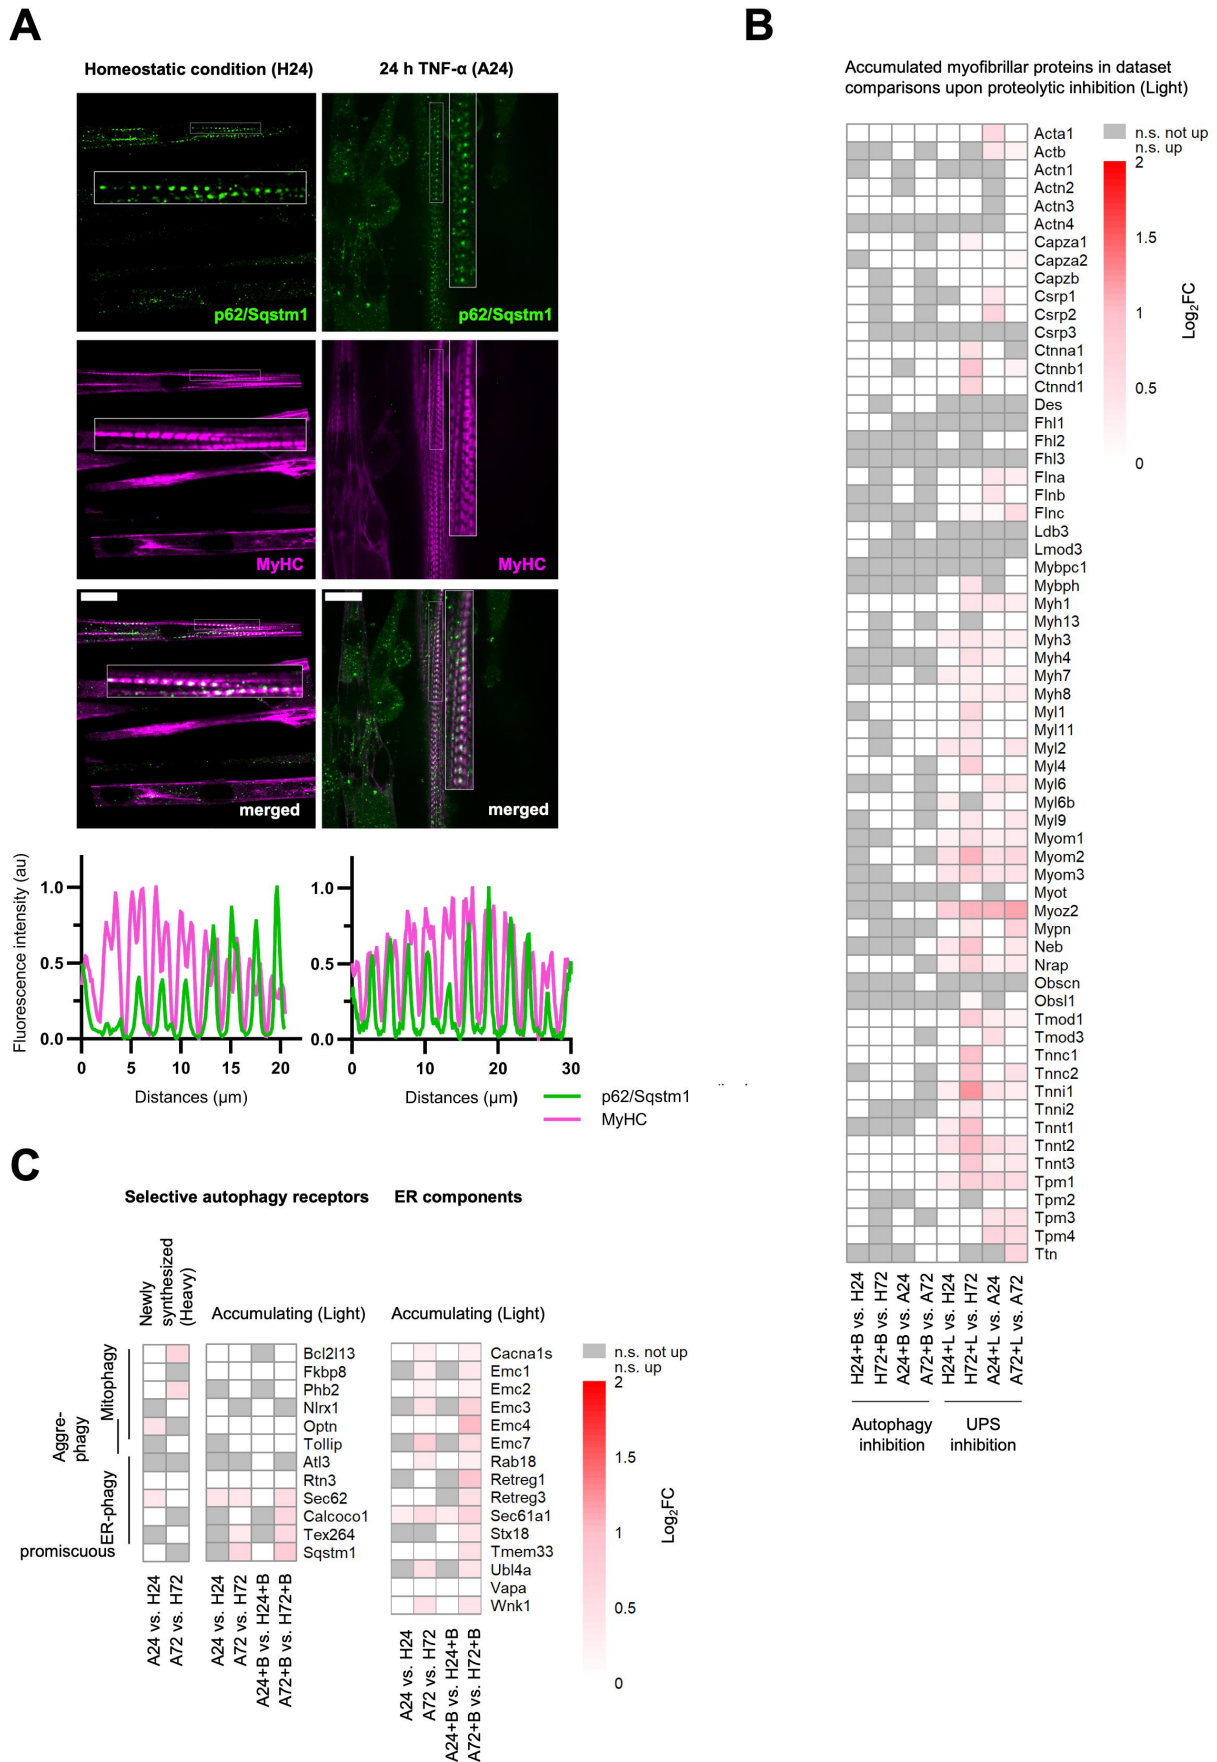 A
Homeostatic condition (H24)
24 h TNF-α (A24)
p62/Sqstm1
p62/Sqstm1
MyHC
MyHC
merged
merged
Fluorescence intensity (au)
1.0
0.5
0.0
0
5
10
15
20
Distances (µm)
1.0
0.5
0.0
0
10
20
30
Distances (µm)
p62/Sqstm1
MyHC
B
Accumulated myofibrillar proteins in dataset
comparisons upon proteolytic inhibition (Light)
Acta1
Actb
Actn1
Actn2
Actn3
Actn4
Capza1
Capza2
Capzb
Csrp1
Csrp2
Csrp3
Ctnna1
Ctnnb1
Ctnnd1
Des
Fhl1
Fhl2
Fhl3
Flna
Flnb
Flnc
Ldb3
Lmod3
Mybpc1
Mybph
Myh1
Myh13
Myh3
Myh4
Myh7
Myh8
Myl1
Myl11
Myl2
Myl4
Myl6
Myl6b
Myl9
Myom1
Myom2
Myom3
Myot
Myoz2
Mypn
Neb
Nrap
Obscn
Obsl1
Tmod1
Tmod3
Tnnc1
Tnnc2
Tnni1
Tnni2
Tnnt1
Tnnt2
Tnnt3
Tpm1
Tpm2
Tpm3
Tpm4
Ttn
n.s. not up
n.s. up
2
1.5
1
0.5
0
Log2FC
H24+B vs. H24
H72+B vs. H72
A24+B vs. A24
A72+B vs. A72
H24+L vs. H24
H72+L vs. H72
A24+L vs. A24
A72+L vs. A72
Autophagy
inhibition
UPS
inhibition
C
Selective autophagy receptors
ER components
Newly
synthesized
(Heavy)
Accumulating (Light)
Accumulating (Light)
Mitophagy
Aggre-
phagy
ER-phagy
promiscuous
Bcl2l13
Fkbp8
Phb2
Nlrx1
Optn
Tollip
Atl3
Rtn3
Sec62
Calcoco1
Tex264
Sqstm1
A24 vs. H24
A72 vs. H72
A24 vs. H24
A72 vs. H72
A24+B vs. H24+B
A72+B vs. H72+B
Cacna1s
Emc1
Emc2
Emc3
Emc4
Emc7
Rab18
Retreg1
Retreg3
Sec61a1
Stx18
Tmem33
Ubl4a
Vapa
Wnk1
A24 vs. H24
A72 vs. H72
A24+B vs. H24+B
A72+B vs. H72+B
n.s. not up
n.s. up
2
1.5
1
0.5
0
Log2FC